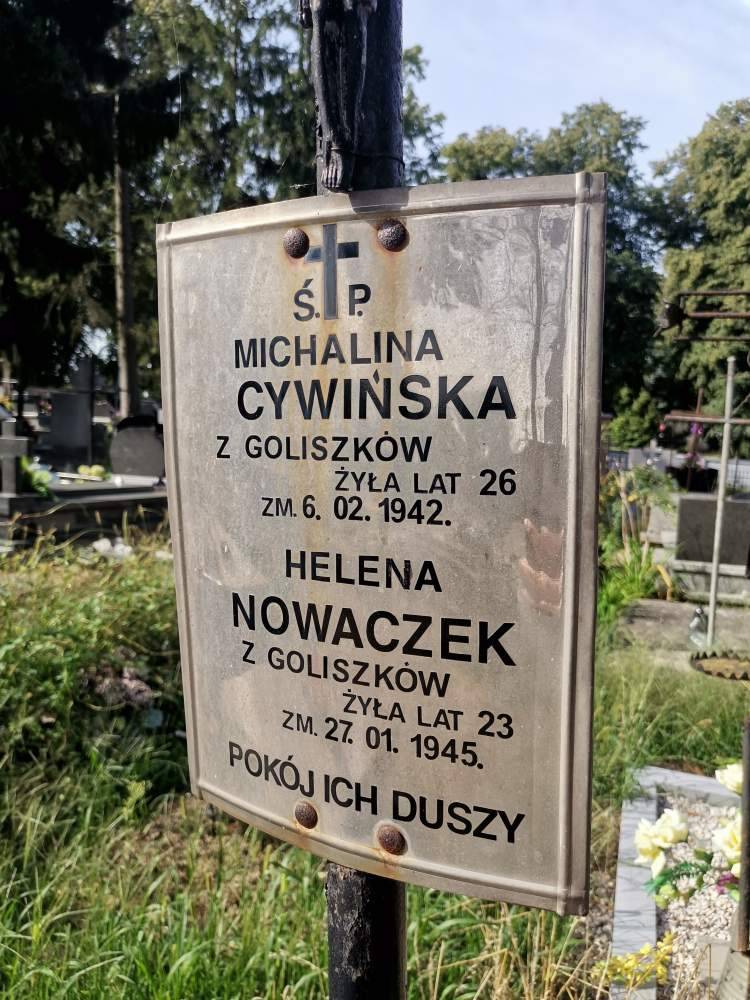 Ś. P.
MICHALINA
CYWIŃSKA
Z GOLISZKÓW
ŻYŁA LAT 26
ZM. 6. 02. 1942.
HELENA
NOWACZEK
Z GOLISZKÓW
ŻYŁA LAT 23
ZM. 27. 01. 1945.
POKÓJ ICH DUSZY